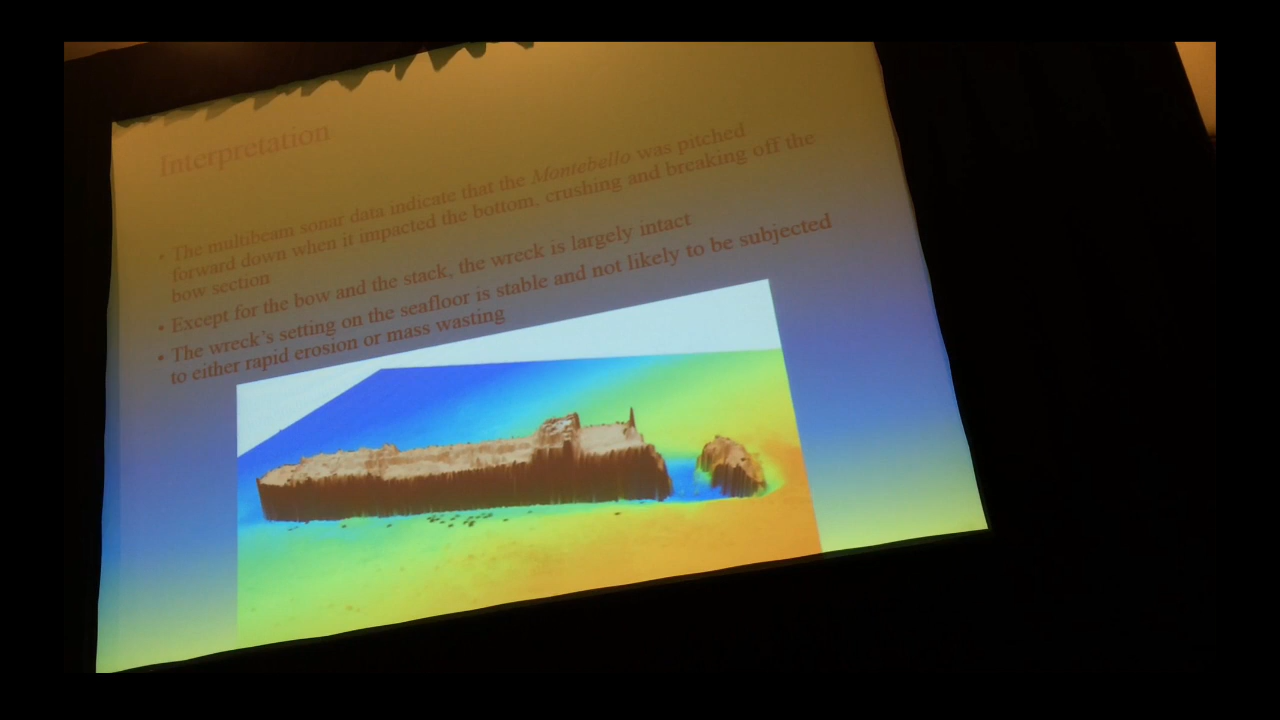 Interpretation
• The multibeam sonar data indicate that the Montebello was pitched
forward down when it impacted the bottom, crushing and breaking off the
bow section
• Except for the bow and the stack, the wreck is largely intact
• The wreck's setting on the seafloor is stable and not likely to be subjected
to either rapid erosion or mass wasting